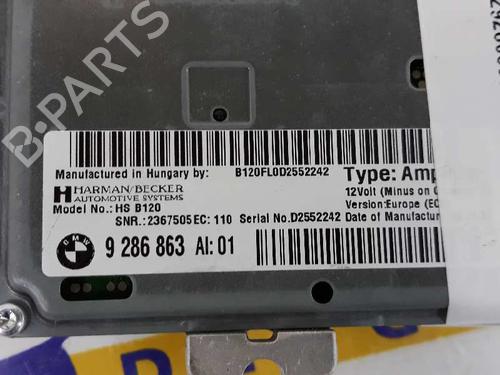 B-PARTS
Manufactured in Hungary by: B120FL0D2552242 Type: Amp
HARMAN/BECKER
AUTOMOTIVE SYSTEMS
12Volt (Minus on
Model No.: HS B120 Version:Europe (EC
SNR.: 2367505 EC: 110 Serial No.D2552242 Date of Manufactur
BMW 9 286 863 AI: 01